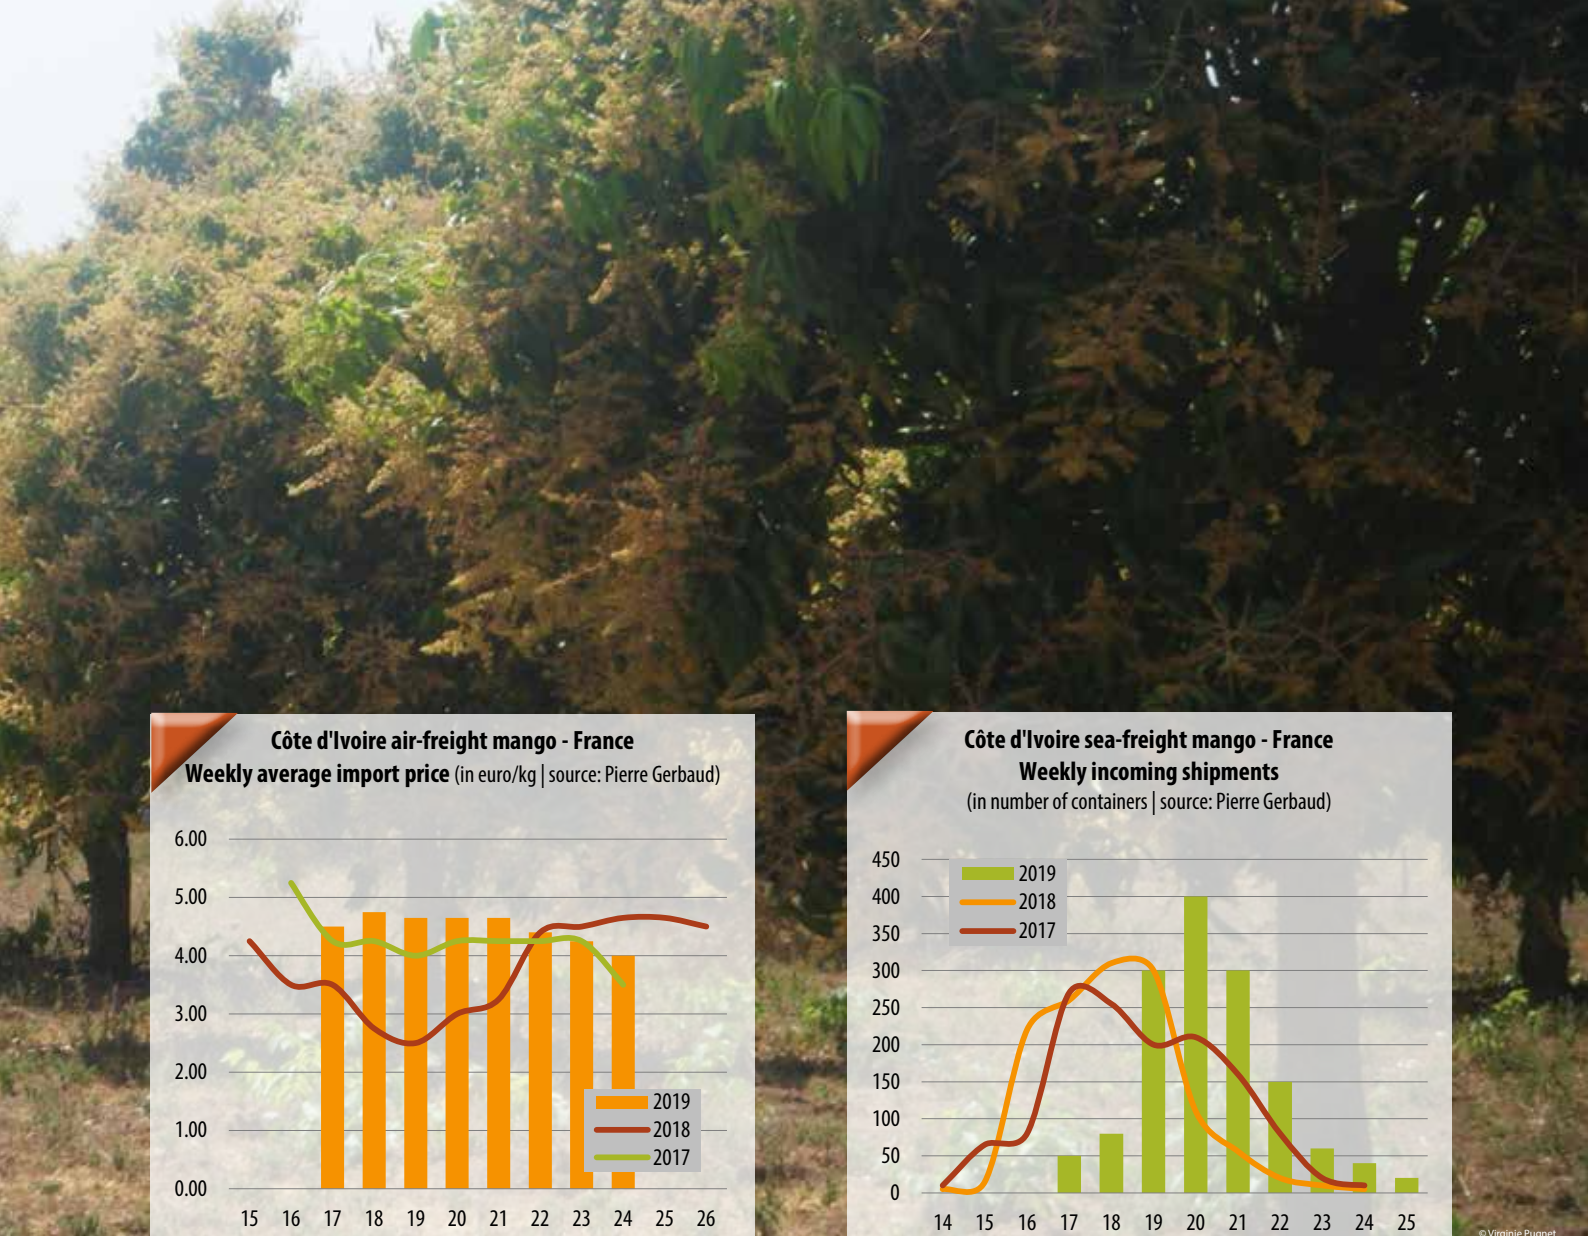 Côte d'Ivoire air-freight mango - France
Weekly average import price (in euro/kg | source: Pierre Gerbaud)
6.00
5.00
4.00
3.00
2.00
1.00
0.00
2019
2018
2017
15 16 17 18 19 20 21 22 23 24 25 26
Côte d'Ivoire sea-freight mango - France
Weekly incoming shipments
(in number of containers | source: Pierre Gerbaud)
450
400
350
300
250
200
150
100
50
0
2019
2018
2017
14 15 16 17 18 19 20 21 22 23 24 25
© Virginie Pugnet